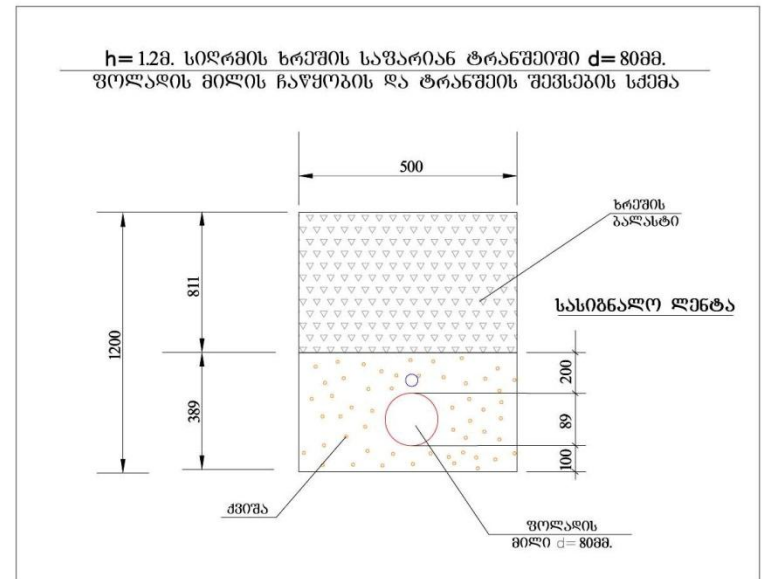 h= 1.2მ. სიღრმის ხრეშის საფარიან ტრანშეიში d= 80მმ.
ფოლადის მილის ჩაწყობის და ტრანშეის შევსების სქემა
500
ხრეშის
ბალასტი
811
1200
სასიგნალო ლენტა
200
389
89
100
ქვიშა
ფოლადის
მილი d= 80მმ.